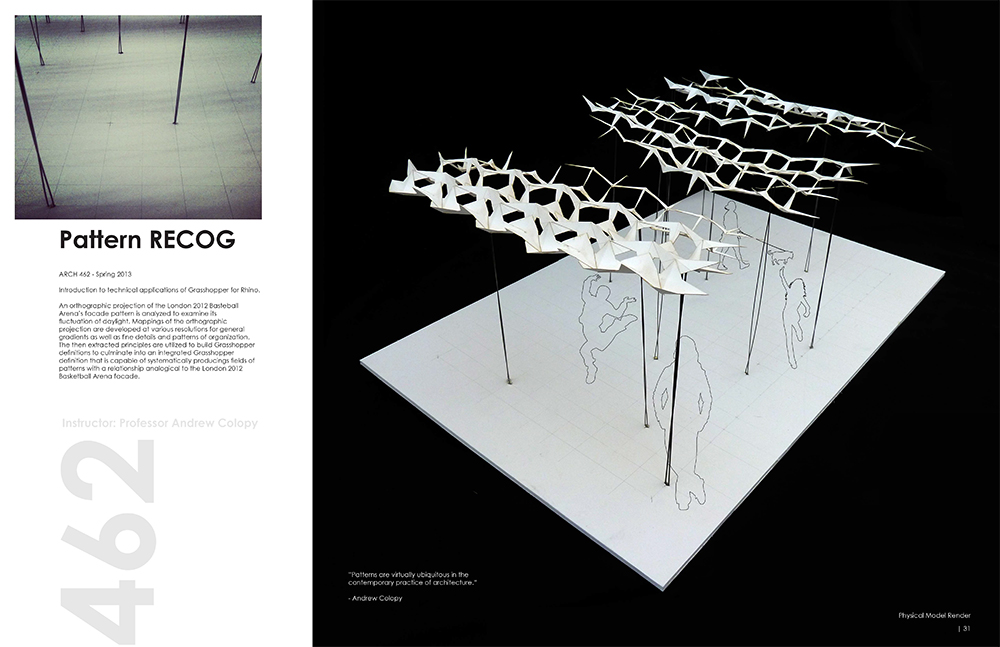 Pattern RECOG
ARCH 462 - Spring 2013
Introduction to technical applications of Grasshopper for Rhino.
An orthographic projection of the London 2012 Basteball
Arena's facade pattern is analyzed to examine its
fluctuation of daylight. Mappings of the orthographic
projection are developed at various resolutions for general
gradients as well as fine details and patterns of organization.
The then extracted principles are utilized to build Grasshopper
definitions to culminate into an integrated Grasshopper
definition that is capable of systematically producings fields of
patterns with a relationship analogical to the London 2012
Basketball Arena facade.
Instructor: Professor Andrew Colopy
462
"Patterns are virtually ubiquitous in the
contemporary practice of architecture."
- Andrew Colopy
Physical Model Render
| 31